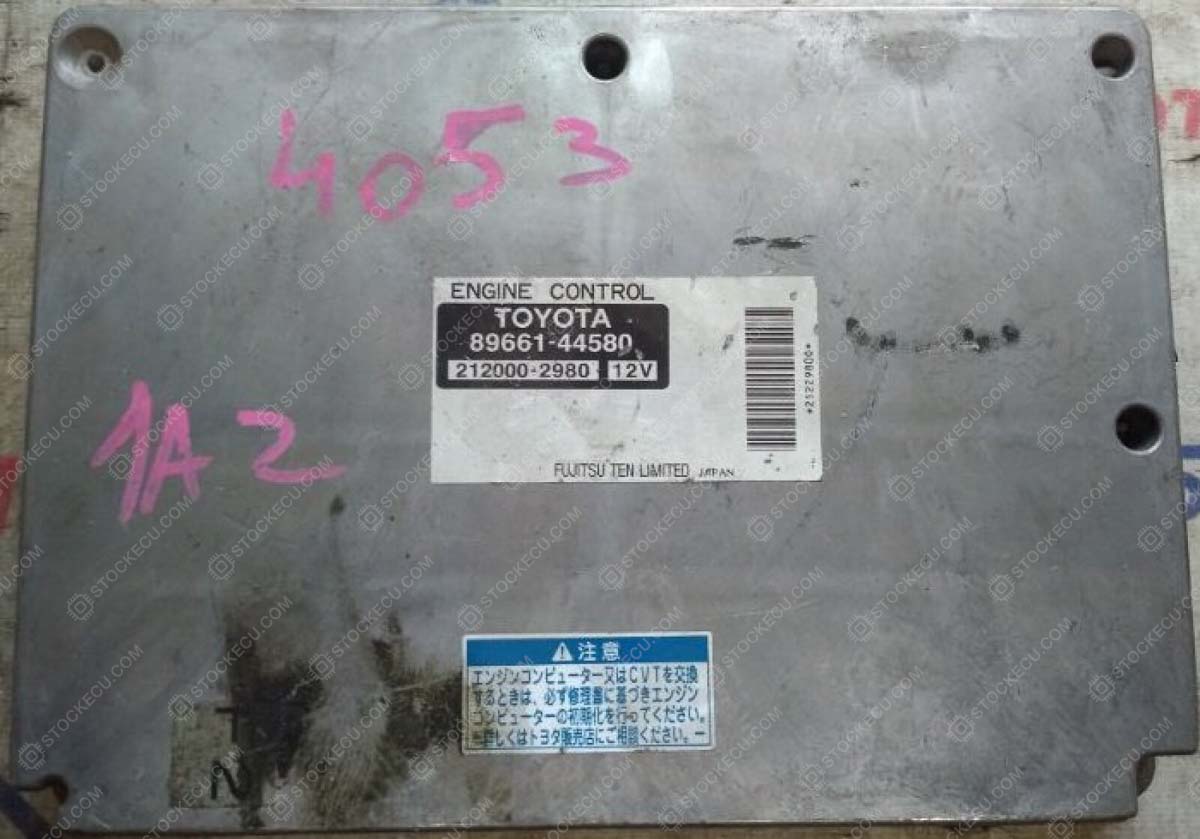 4053
ENGINE CONTROL
TOYOTA
89661-44580
212000-2980 12V
FUJITSU TEN LIMITED JAPAN
1A2
⚠注意
エンジンコンピューター又はCVTを交換
するときは、必ず修理書に基づきエンジン
コンピューターの初期化を行ってください。
ー詳しくはトヨタ販売店にご相談ください。ー
N
STOCKECU.COM